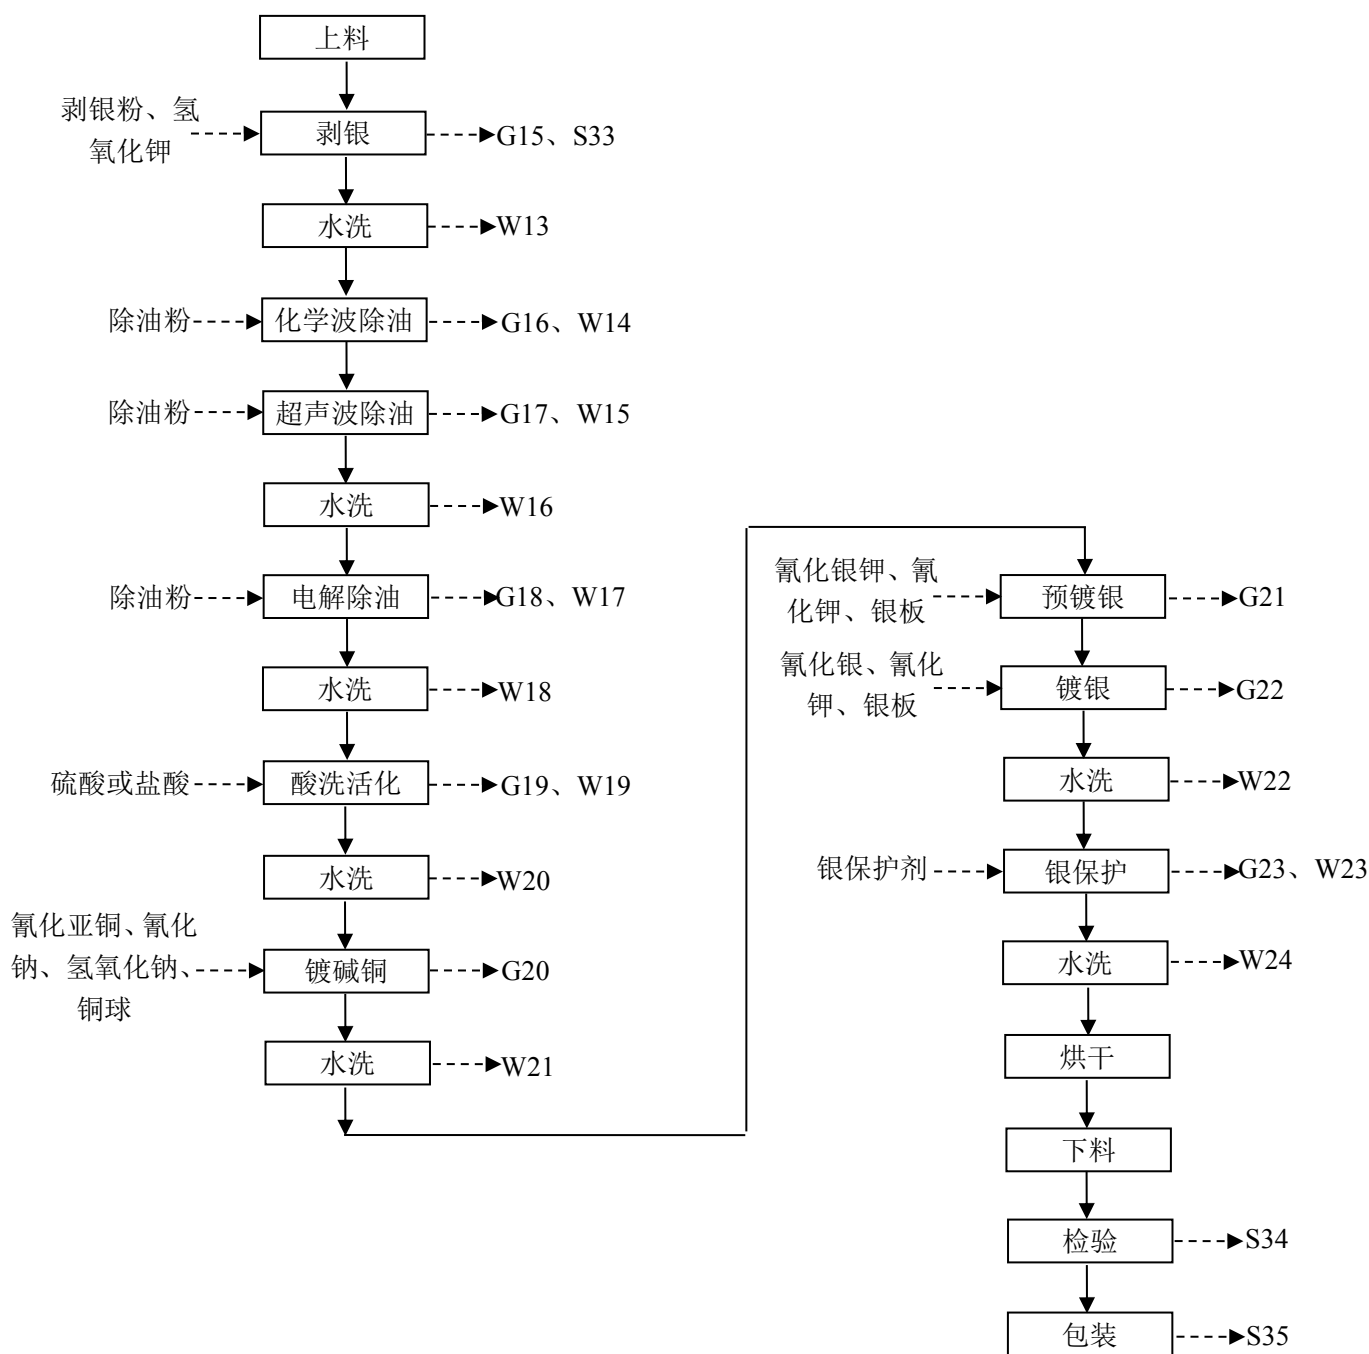 上料
剥银粉、氢
氧化钾
剥银
G15、S33
水洗
W13
除油粉
化学波除油
G16、W14
除油粉
超声波除油
G17、W15
水洗
W16
除油粉
电解除油
G18、W17
水洗
W18
硫酸或盐酸
酸洗活化
G19、W19
水洗
W20
氰化亚铜、氰化
钠、氢氧化钠、
铜球
镀碱铜
G20
水洗
W21
氰化银钾、氰
化钾、银板
预镀银
G21
氰化银、氰化
钾、银板
镀银
G22
水洗
W22
银保护剂
银保护
G23、W23
水洗
W24
烘干
下料
检验
S34
包装
S35